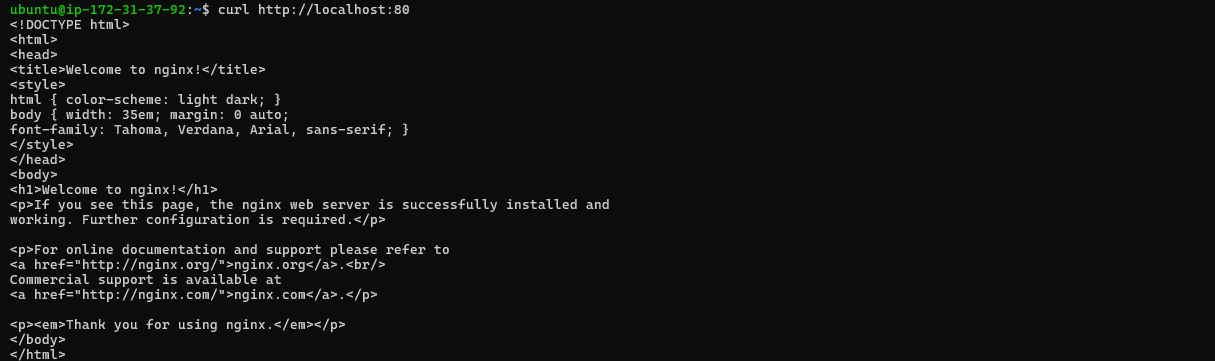 ubuntu@ip-172-31-37-92:~$ curl http://localhost:80
<!DOCTYPE html>
<html>
<head>
<title>Welcome to nginx!</title>
<style>
html { color-scheme: light dark; }
body { width: 35em; margin: 0 auto;
font-family: Tahoma, Verdana, Arial, sans-serif; }
</style>
</head>
<body>
<h1>Welcome to nginx!</h1>
<p>If you see this page, the nginx web server is successfully installed and
working. Further configuration is required.</p>

<p>For online documentation and support please refer to
<a href="http://nginx.org/">nginx.org</a>.<br/>
Commercial support is available at
<a href="http://nginx.com/">nginx.com</a>.</p>

<p><em>Thank you for using nginx.</em></p>
</body>
</html>